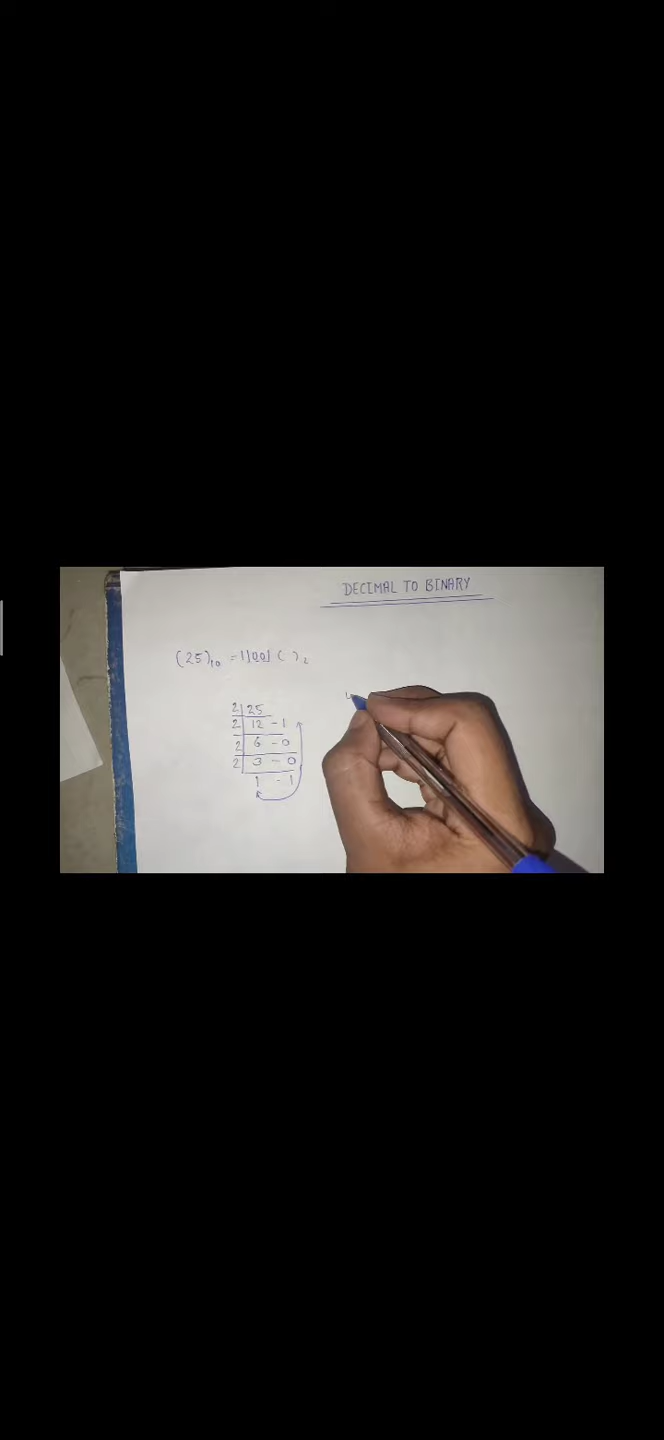 DECIMAL TO BINARY
(25)₁₀ = 11001 ( )₂
2 | 25
2 | 12 - 1
2 | 6 - 0
2 | 3 - 0
1 - 1